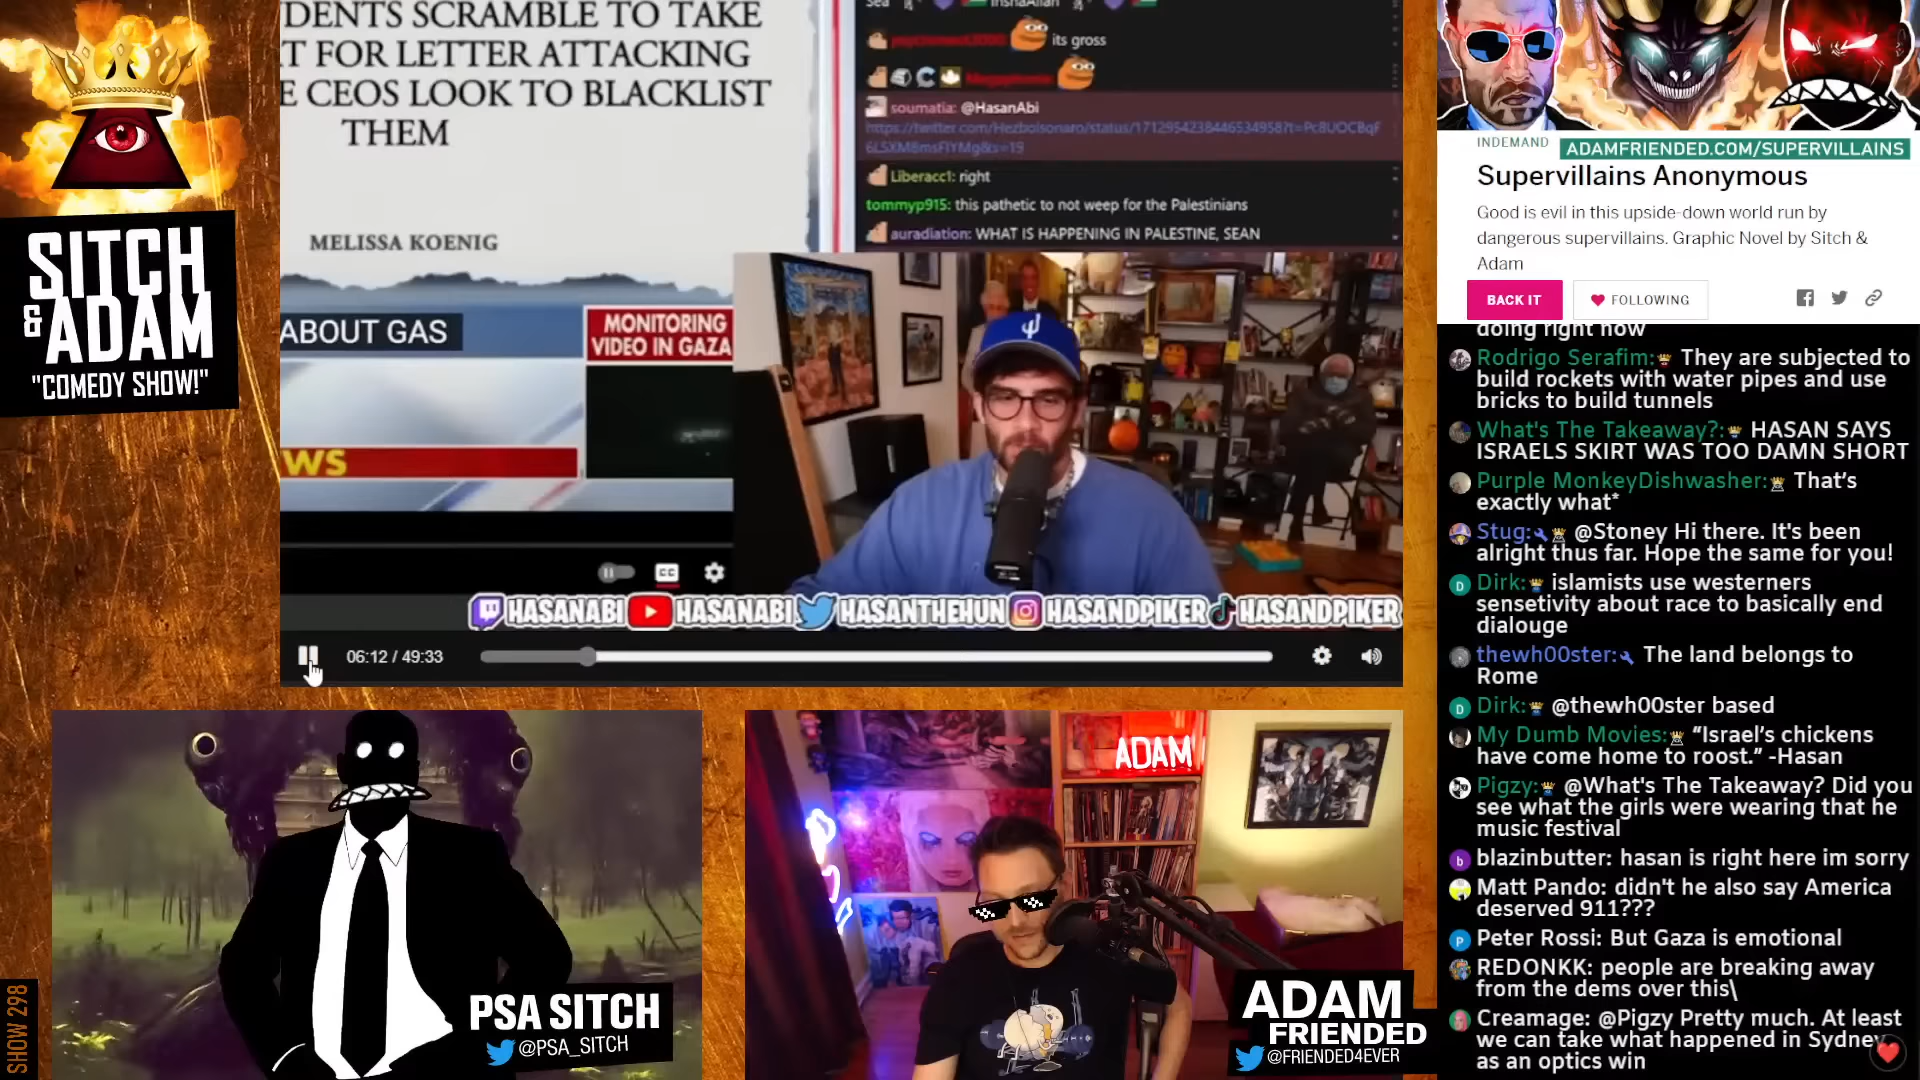 SITCH
& ADAM
"COMEDY SHOW!"
SHOW 298
DENTS SCRAMBLE TO TAKE
T FOR LETTER ATTACKING
E CEOS LOOK TO BLACKLIST
THEM
MELISSA KOENIG
ABOUT GAS
MONITORING
VIDEO IN GAZA
WS
its gross
soumatia: @HasanAbi
Liberacc1: right
tommyp915: this pathetic to not weep for the Palestinians
auradiation: WHAT IS HAPPENING IN PALESTINE, SEAN
CC
HASANABI HASANABI HASANTHEHUN HASANDPIKER HASANDPIKER
06:12 / 49:33
PSA SITCH
@PSA_SITCH
ADAM
ADAM
FRIENDED
@FRIENDED4EVER
INDEMAND
ADAMFRIENDED.COM/SUPERVILLAINS
Supervillains Anonymous
Good is evil in this upside-down world run by
dangerous supervillains. Graphic Novel by Sitch &
Adam
BACK IT
FOLLOWING
doing right now
Rodrigo Serafim: They are subjected to
build rockets with water pipes and use
bricks to build tunnels
What's The Takeaway?: HASAN SAYS
ISRAELS SKIRT WAS TOO DAMN SHORT
Purple MonkeyDishwasher: That's
exactly what*
Stug: @Stoney Hi there. It's been
alright thus far. Hope the same for you!
Dirk: islamists use westerners
sensetivity about race to basically end
dialouge
thewh00ster: The land belongs to
Rome
Dirk: @thewh00ster based
My Dumb Movies: “Israel’s chickens
have come home to roost.” -Hasan
Pigzy: @What's The Takeaway? Did you
see what the girls were wearing that he
music festival
blazinbutter: hasan is right here im sorry
Matt Pando: didn't he also say America
deserved 911???
Peter Rossi: But Gaza is emotional
REDONKK: people are breaking away
from the dems over this\
Creamage: @Pigzy Pretty much. At least
we can take what happened in Sydney
as an optics win